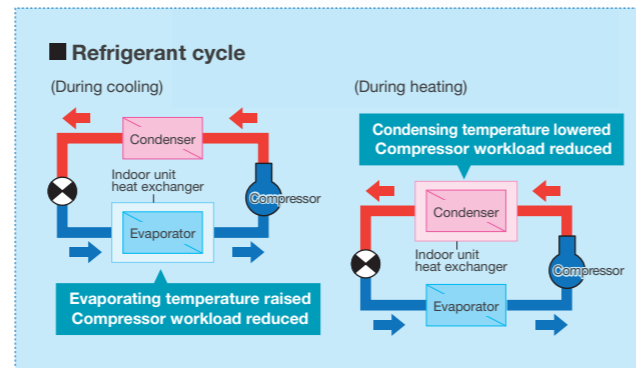 Refrigerant cycle
(During cooling)
Condenser
Indoor unit
heat exchanger
Compressor
Evaporator
Evaporating temperature raised
Compressor workload reduced
(During heating)
Condensing temperature lowered
Compressor workload reduced
Condenser
Indoor unit
heat exchanger
Compressor
Evaporator